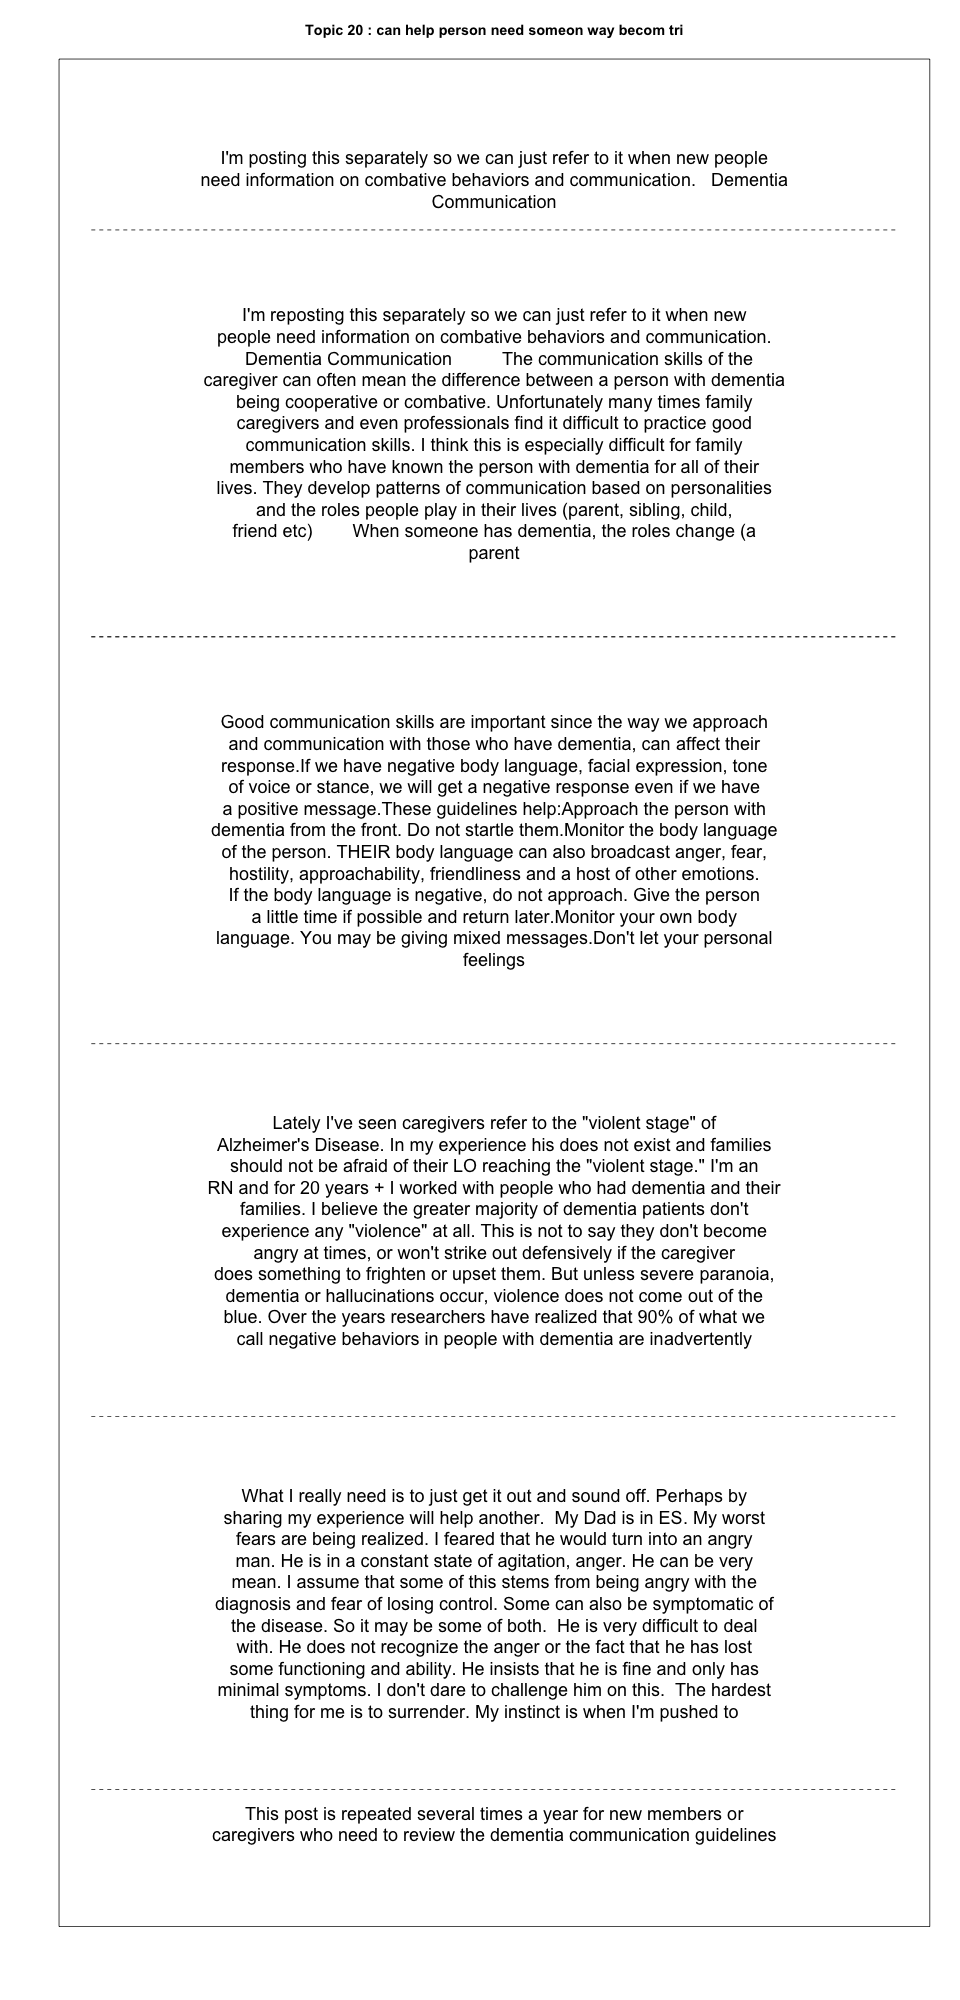 Topic 20 : can help person need someon way becom tri
I'm posting this separately so we can just refer to it when new people
need information on combative behaviors and communication.   Dementia
Communication
I'm reposting this separately so we can just refer to it when new
people need information on combative behaviors and communication.
Dementia Communication          The communication skills of the
caregiver can often mean the difference between a person with dementia
being cooperative or combative. Unfortunately many times family
caregivers and even professionals find it difficult to practice good
communication skills. I think this is especially difficult for family
members who have known the person with dementia for all of their
lives. They develop patterns of communication based on personalities
and the roles people play in their lives (parent, sibling, child,
friend etc)        When someone has dementia, the roles change (a
parent
Good communication skills are important since the way we approach
and communication with those who have dementia, can affect their
response.If we have negative body language, facial expression, tone
of voice or stance, we will get a negative response even if we have
a positive message.These guidelines help:Approach the person with
dementia from the front. Do not startle them.Monitor the body language
of the person. THEIR body language can also broadcast anger, fear,
hostility, approachability, friendliness and a host of other emotions.
If the body language is negative, do not approach. Give the person
a little time if possible and return later.Monitor your own body
language. You may be giving mixed messages.Don't let your personal
feelings
Lately I've seen caregivers refer to the "violent stage" of
Alzheimer's Disease. In my experience his does not exist and families
should not be afraid of their LO reaching the "violent stage." I'm an
RN and for 20 years + I worked with people who had dementia and their
families. I believe the greater majority of dementia patients don't
experience any "violence" at all. This is not to say they don't become
angry at times, or won't strike out defensively if the caregiver
does something to frighten or upset them. But unless severe paranoia,
dementia or hallucinations occur, violence does not come out of the
blue. Over the years researchers have realized that 90% of what we
call negative behaviors in people with dementia are inadvertently
What I really need is to just get it out and sound off. Perhaps by
sharing my experience will help another.  My Dad is in ES. My worst
fears are being realized. I feared that he would turn into an angry
man. He is in a constant state of agitation, anger. He can be very
mean. I assume that some of this stems from being angry with the
diagnosis and fear of losing control. Some can also be symptomatic of
the disease. So it may be some of both.  He is very difficult to deal
with. He does not recognize the anger or the fact that he has lost
some functioning and ability. He insists that he is fine and only has
minimal symptoms. I don't dare to challenge him on this.  The hardest
thing for me is to surrender. My instinct is when I'm pushed to
This post is repeated several times a year for new members or
caregivers who need to review the dementia communication guidelines